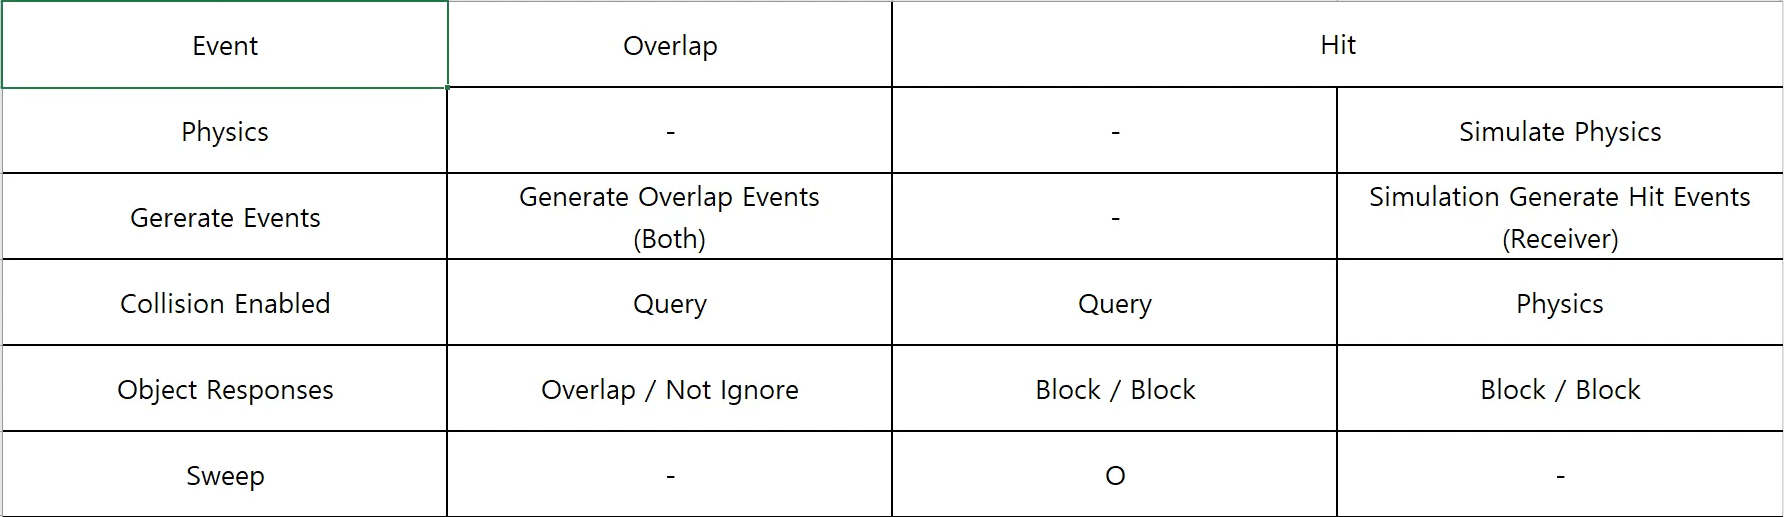 Event Overlap Hit
Physics - - Simulate Physics
Gererate Events Generate Overlap Events (Both) - Simulation Generate Hit Events (Receiver)
Collision Enabled Query Query Physics
Object Responses Overlap / Not Ignore Block / Block Block / Block
Sweep - O -